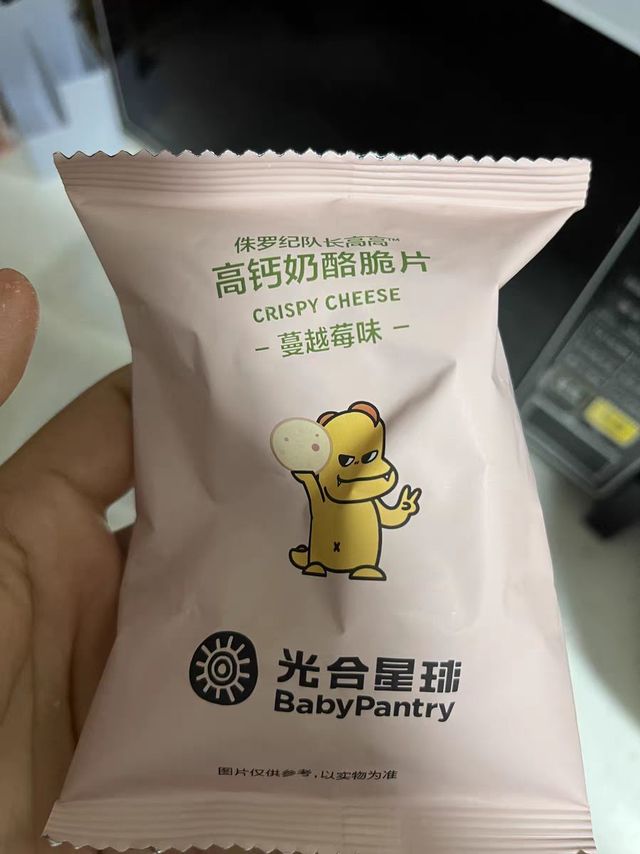 侏罗纪队长高高™
高钙奶酪脆片
CRISPY CHEESE
- 蔓越莓味 -
光合星球
BabyPantry
图片仅供参考，以实物为准